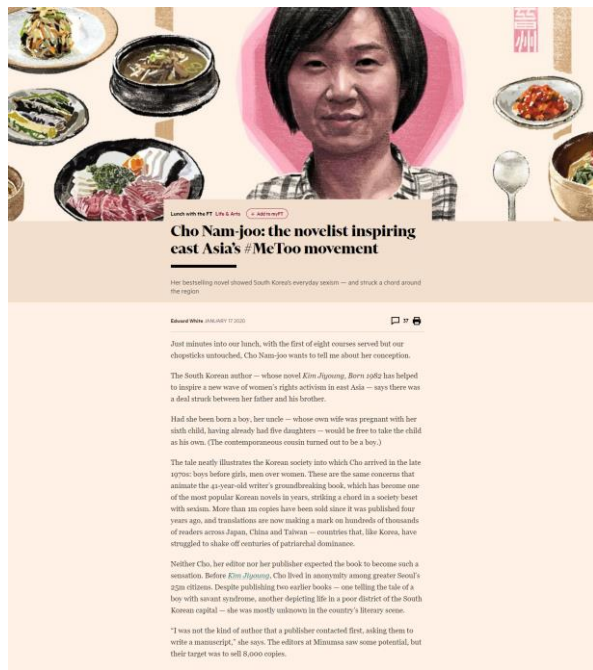 晉州
Lunch with the FT Life & Arts + Add to myFT
Cho Nam-joo: the novelist inspiring
east Asia's #MeToo movement
Her bestselling novel showed South Korea's everyday sexism — and struck a chord around
the region
Edward White JANUARY 17 2020
37
Just minutes into our lunch, with the first of eight courses served but our
chopsticks untouched, Cho Nam-joo wants to tell me about her conception.
The South Korean author — whose novel Kim Jiyoung, Born 1982 has helped
to inspire a new wave of women's rights activism in east Asia — says there was
a deal struck between her father and his brother.
Had she been born a boy, her uncle — whose own wife was pregnant with her
sixth child, having already had five daughters — would be free to take the child
as his own. (The contemporaneous cousin turned out to be a boy.)
The tale neatly illustrates the Korean society into which Cho arrived in the late
1970s: boys before girls, men over women. These are the same concerns that
animate the 41-year-old writer's groundbreaking book, which has become one
of the most popular Korean novels in years, striking a chord in a society beset
with sexism. More than 1m copies have been sold since it was published four
years ago, and translations are now making a mark on hundreds of thousands
of readers across Japan, China and Taiwan — countries that, like Korea, have
struggled to shake off centuries of patriarchal dominance.
Neither Cho, her editor nor her publisher expected the book to become such a
sensation. Before Kim Jiyoung, Cho lived in anonymity among greater Seoul's
25m citizens. Despite publishing two earlier books — one telling the tale of a
boy with savant syndrome, another depicting life in a poor district of the South
Korean capital — she was mostly unknown in the country's literary scene.
"I was not the kind of author that a publisher contacted first, asking them to
write a manuscript," she says. The editors at Minumsa saw some potential, but
their target was to sell 8,000 copies.